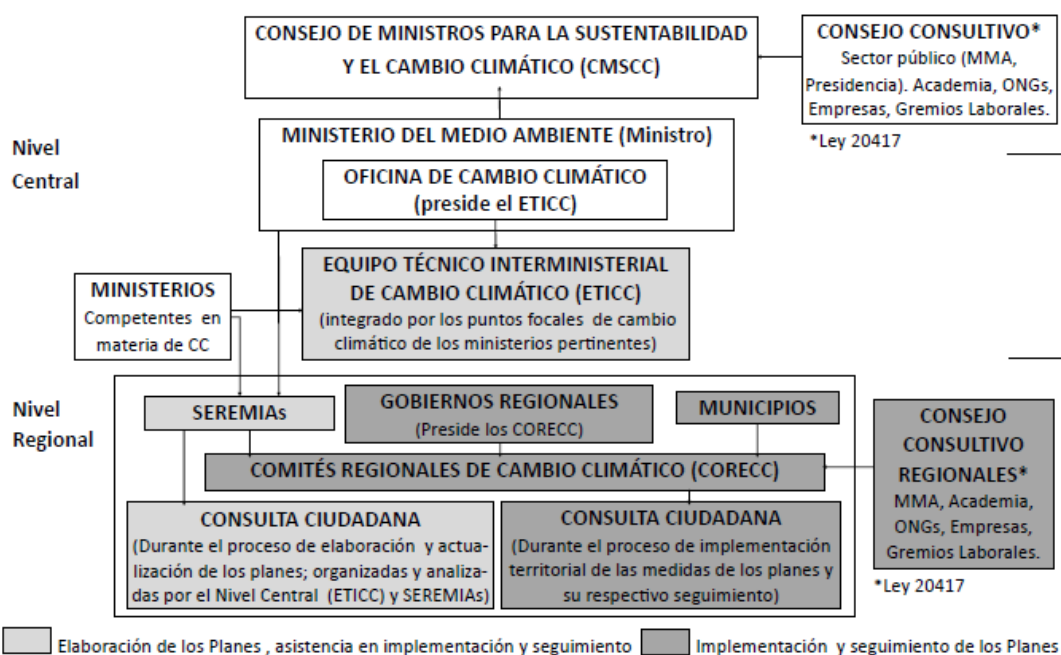 CONSEJO DE MINISTROS PARA LA SUSTENTABILIDAD
Y EL CAMBIO CLIMÁTICO (CMSCC)
CONSEJO CONSULTIVO*
Sector público (MMA,
Presidencia). Academia, ONGs,
Empresas, Gremios Laborales.
*Ley 20417
Nivel
Central
MINISTERIO DEL MEDIO AMBIENTE (Ministro)
OFICINA DE CAMBIO CLIMÁTICO
(preside el ETICC)
EQUIPO TÉCNICO INTERMINISTERIAL
DE CAMBIO CLIMÁTICO (ETICC)
(integrado por los puntos focales de cambio
climático de los ministerios pertinentes)
MINISTERIOS
Competentes en
materia de CC
Nivel
Regional
SEREMIAs
GOBIERNOS REGIONALES
(Preside los CORECC)
MUNICIPIOS
COMITÉS REGIONALES DE CAMBIO CLIMÁTICO (CORECC)
CONSEJO
CONSULTIVO
REGIONALES*
MMA, Academia,
ONGs, Empresas,
Gremios Laborales.
*Ley 20417
CONSULTA CIUDADANA
(Durante el proceso de elaboración y actua-
lización de los planes; organizadas y analiza-
das por el Nivel Central (ETICC) y SEREMIAs)
CONSULTA CIUDADANA
(Durante el proceso de implementación
territorial de las medidas de los planes y
su respectivo seguimiento)
Elaboración de los Planes , asistencia en implementación y seguimiento
Implementación y seguimiento de los Planes